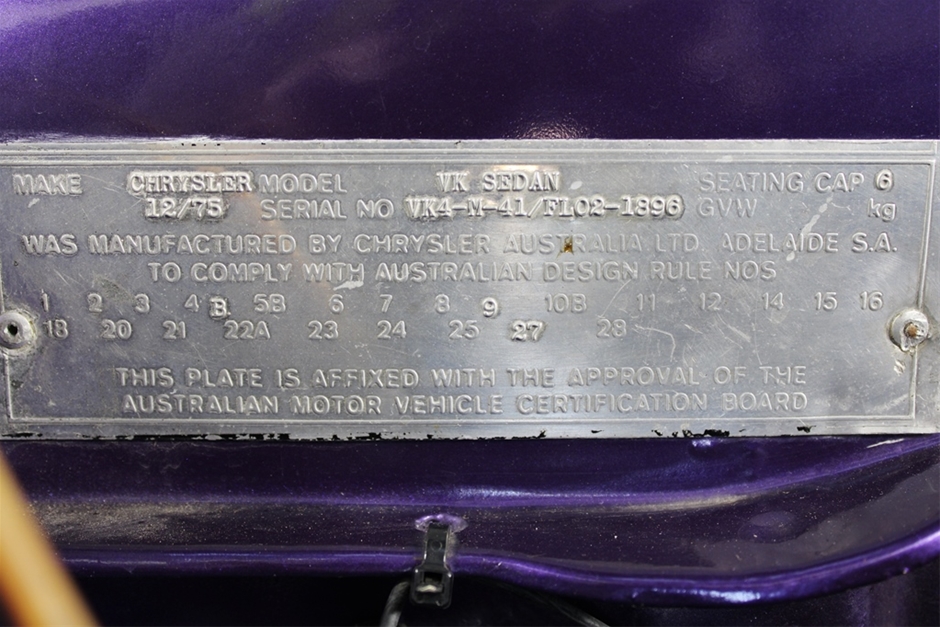 MAKE CHRYSLER MODEL VK SEDAN SEATING CAP 6
12/75 SERIAL NO VK4-M-41/FL02-1896 GVW kg
WAS MANUFACTURED BY CHRYSLER AUSTRALIA LTD. ADELAIDE S.A.
TO COMPLY WITH AUSTRALIAN DESIGN RULE NOS
1 2 3 4 B 5B 6 7 8 9 10B 11 12 14 15 16
18 20 21 22A 23 24 25 27 28
THIS PLATE IS AFFIXED WITH THE APPROVAL OF THE
AUSTRALIAN MOTOR VEHICLE CERTIFICATION BOARD